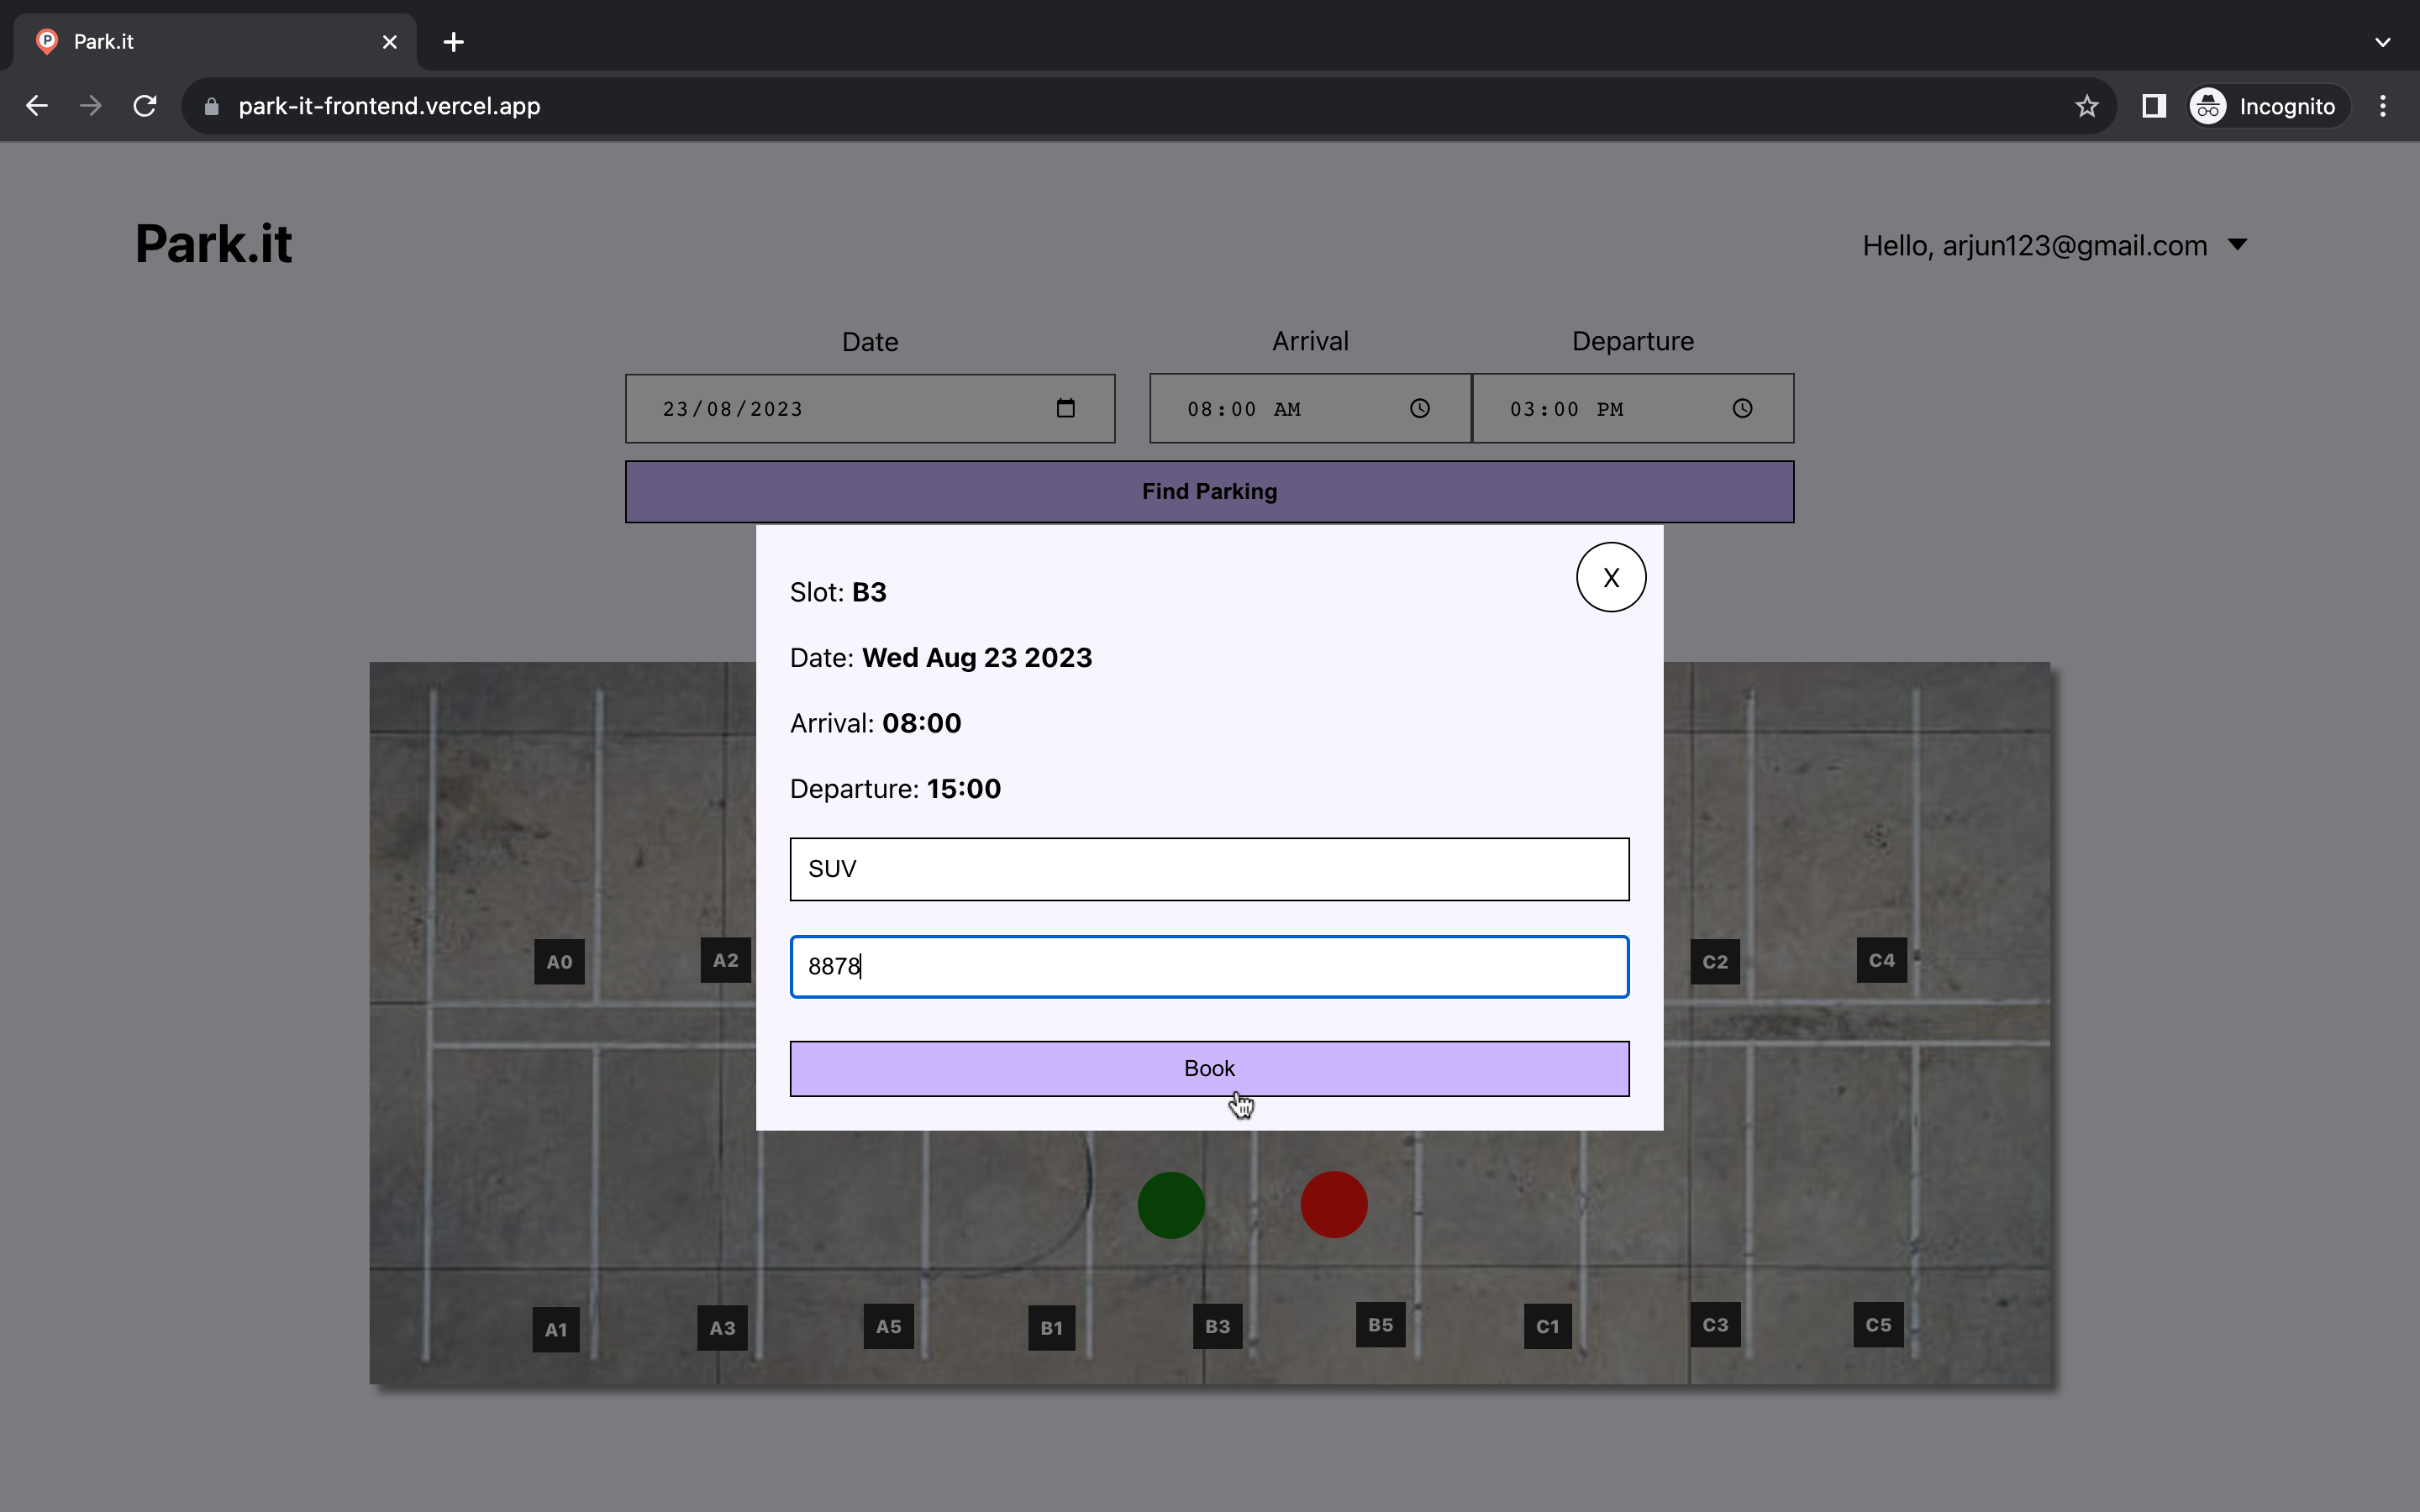 Park.it
park-it-frontend.vercel.app
Incognito
Park.it
Hello, arjun123@gmail.com
Date
Arrival
Departure
23/08/2023
08:00 AM
03:00 PM
Find Parking
X
Slot: B3
Date: Wed Aug 23 2023
Arrival: 08:00
Departure: 15:00
SUV
8878
Book
A0
A2
C2
C4
A1
A3
A5
B1
B3
B5
C1
C3
C5